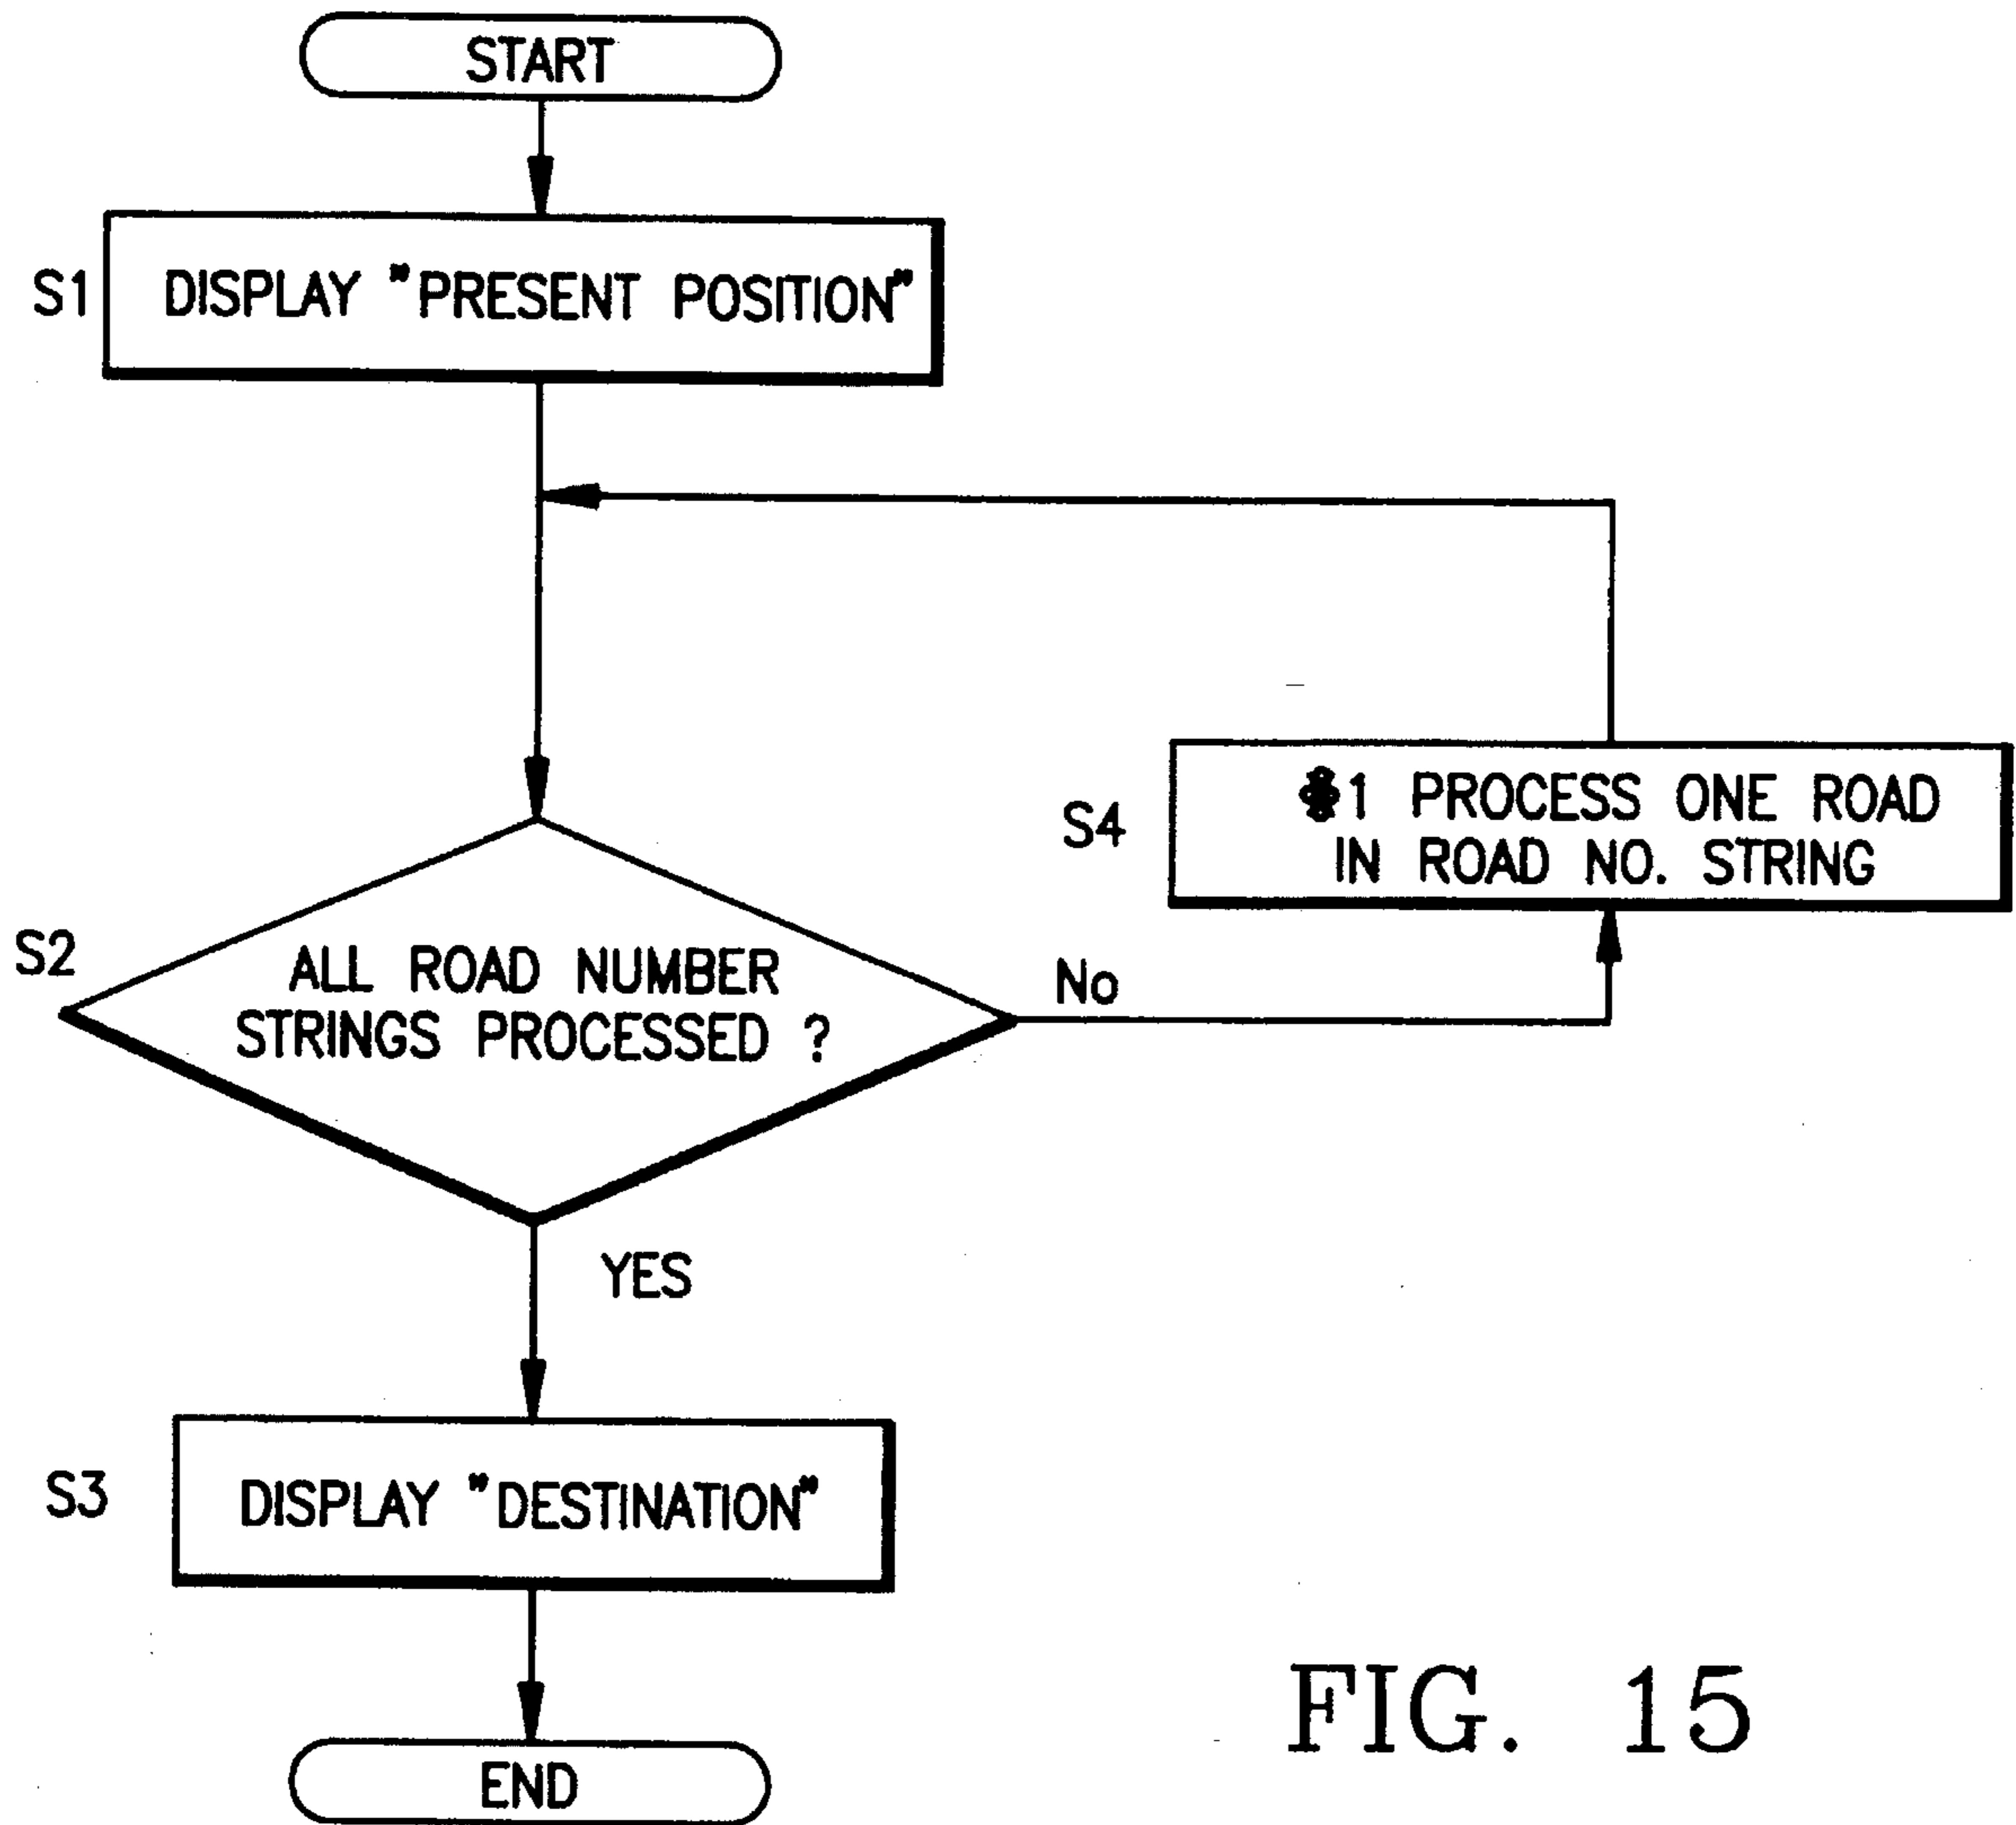 START
S1
DISPLAY "PRESENT POSITION"
S4
*1 PROCESS ONE ROAD
IN ROAD NO. STRING
S2
ALL ROAD NUMBER
STRINGS PROCESSED ?
No
YES
S3
DISPLAY "DESTINATION"
END
FIG. 15